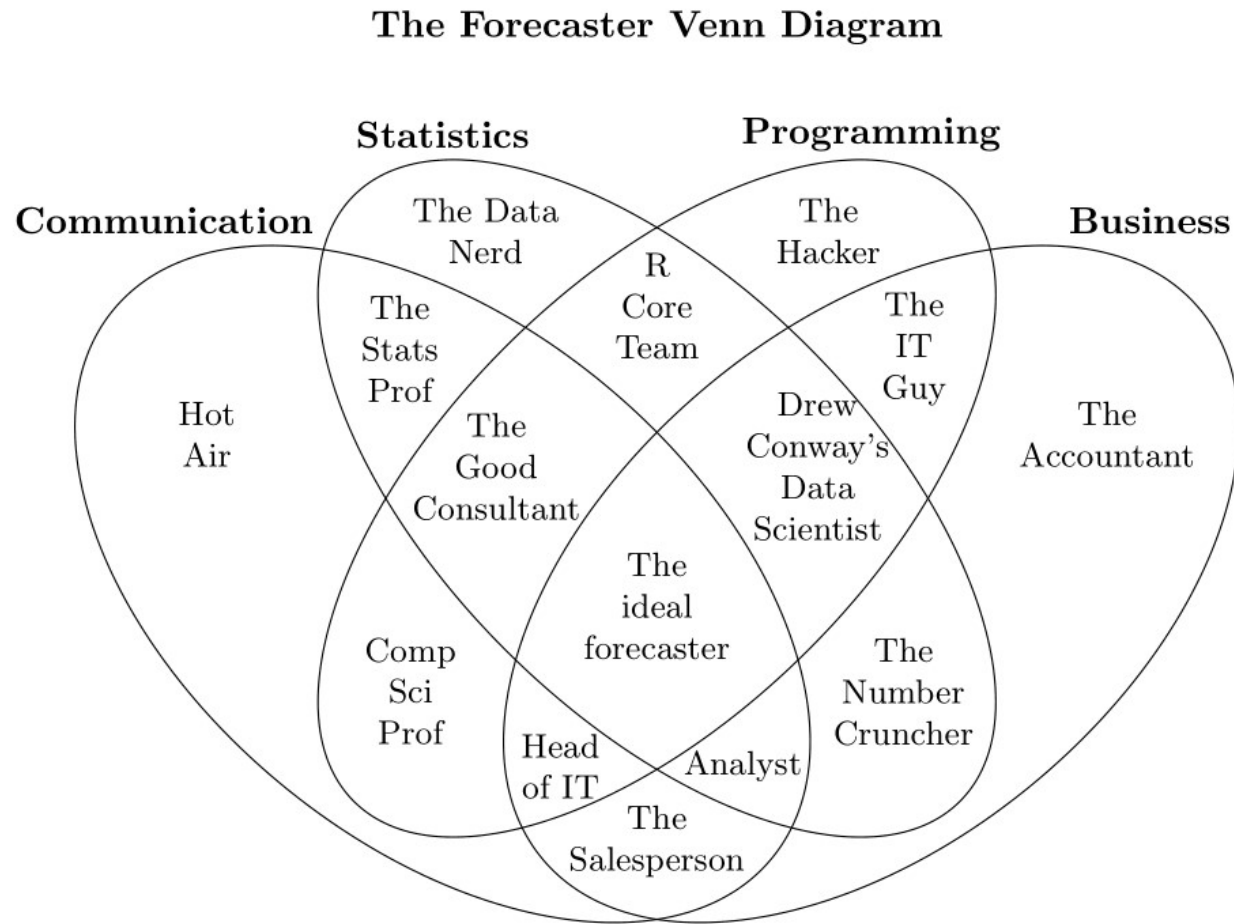 The Forecaster Venn Diagram
Statistics
Programming
Communication
Business
The Data
Nerd
The
Hacker
R
Core
Team
The
Stats
Prof
The
IT
Guy
Hot
Air
The
Good
Consultant
Drew
Conway's
Data
Scientist
The
Accountant
The
ideal
forecaster
Comp
Sci
Prof
The
Number
Cruncher
Head
of IT
Analyst
The
Salesperson